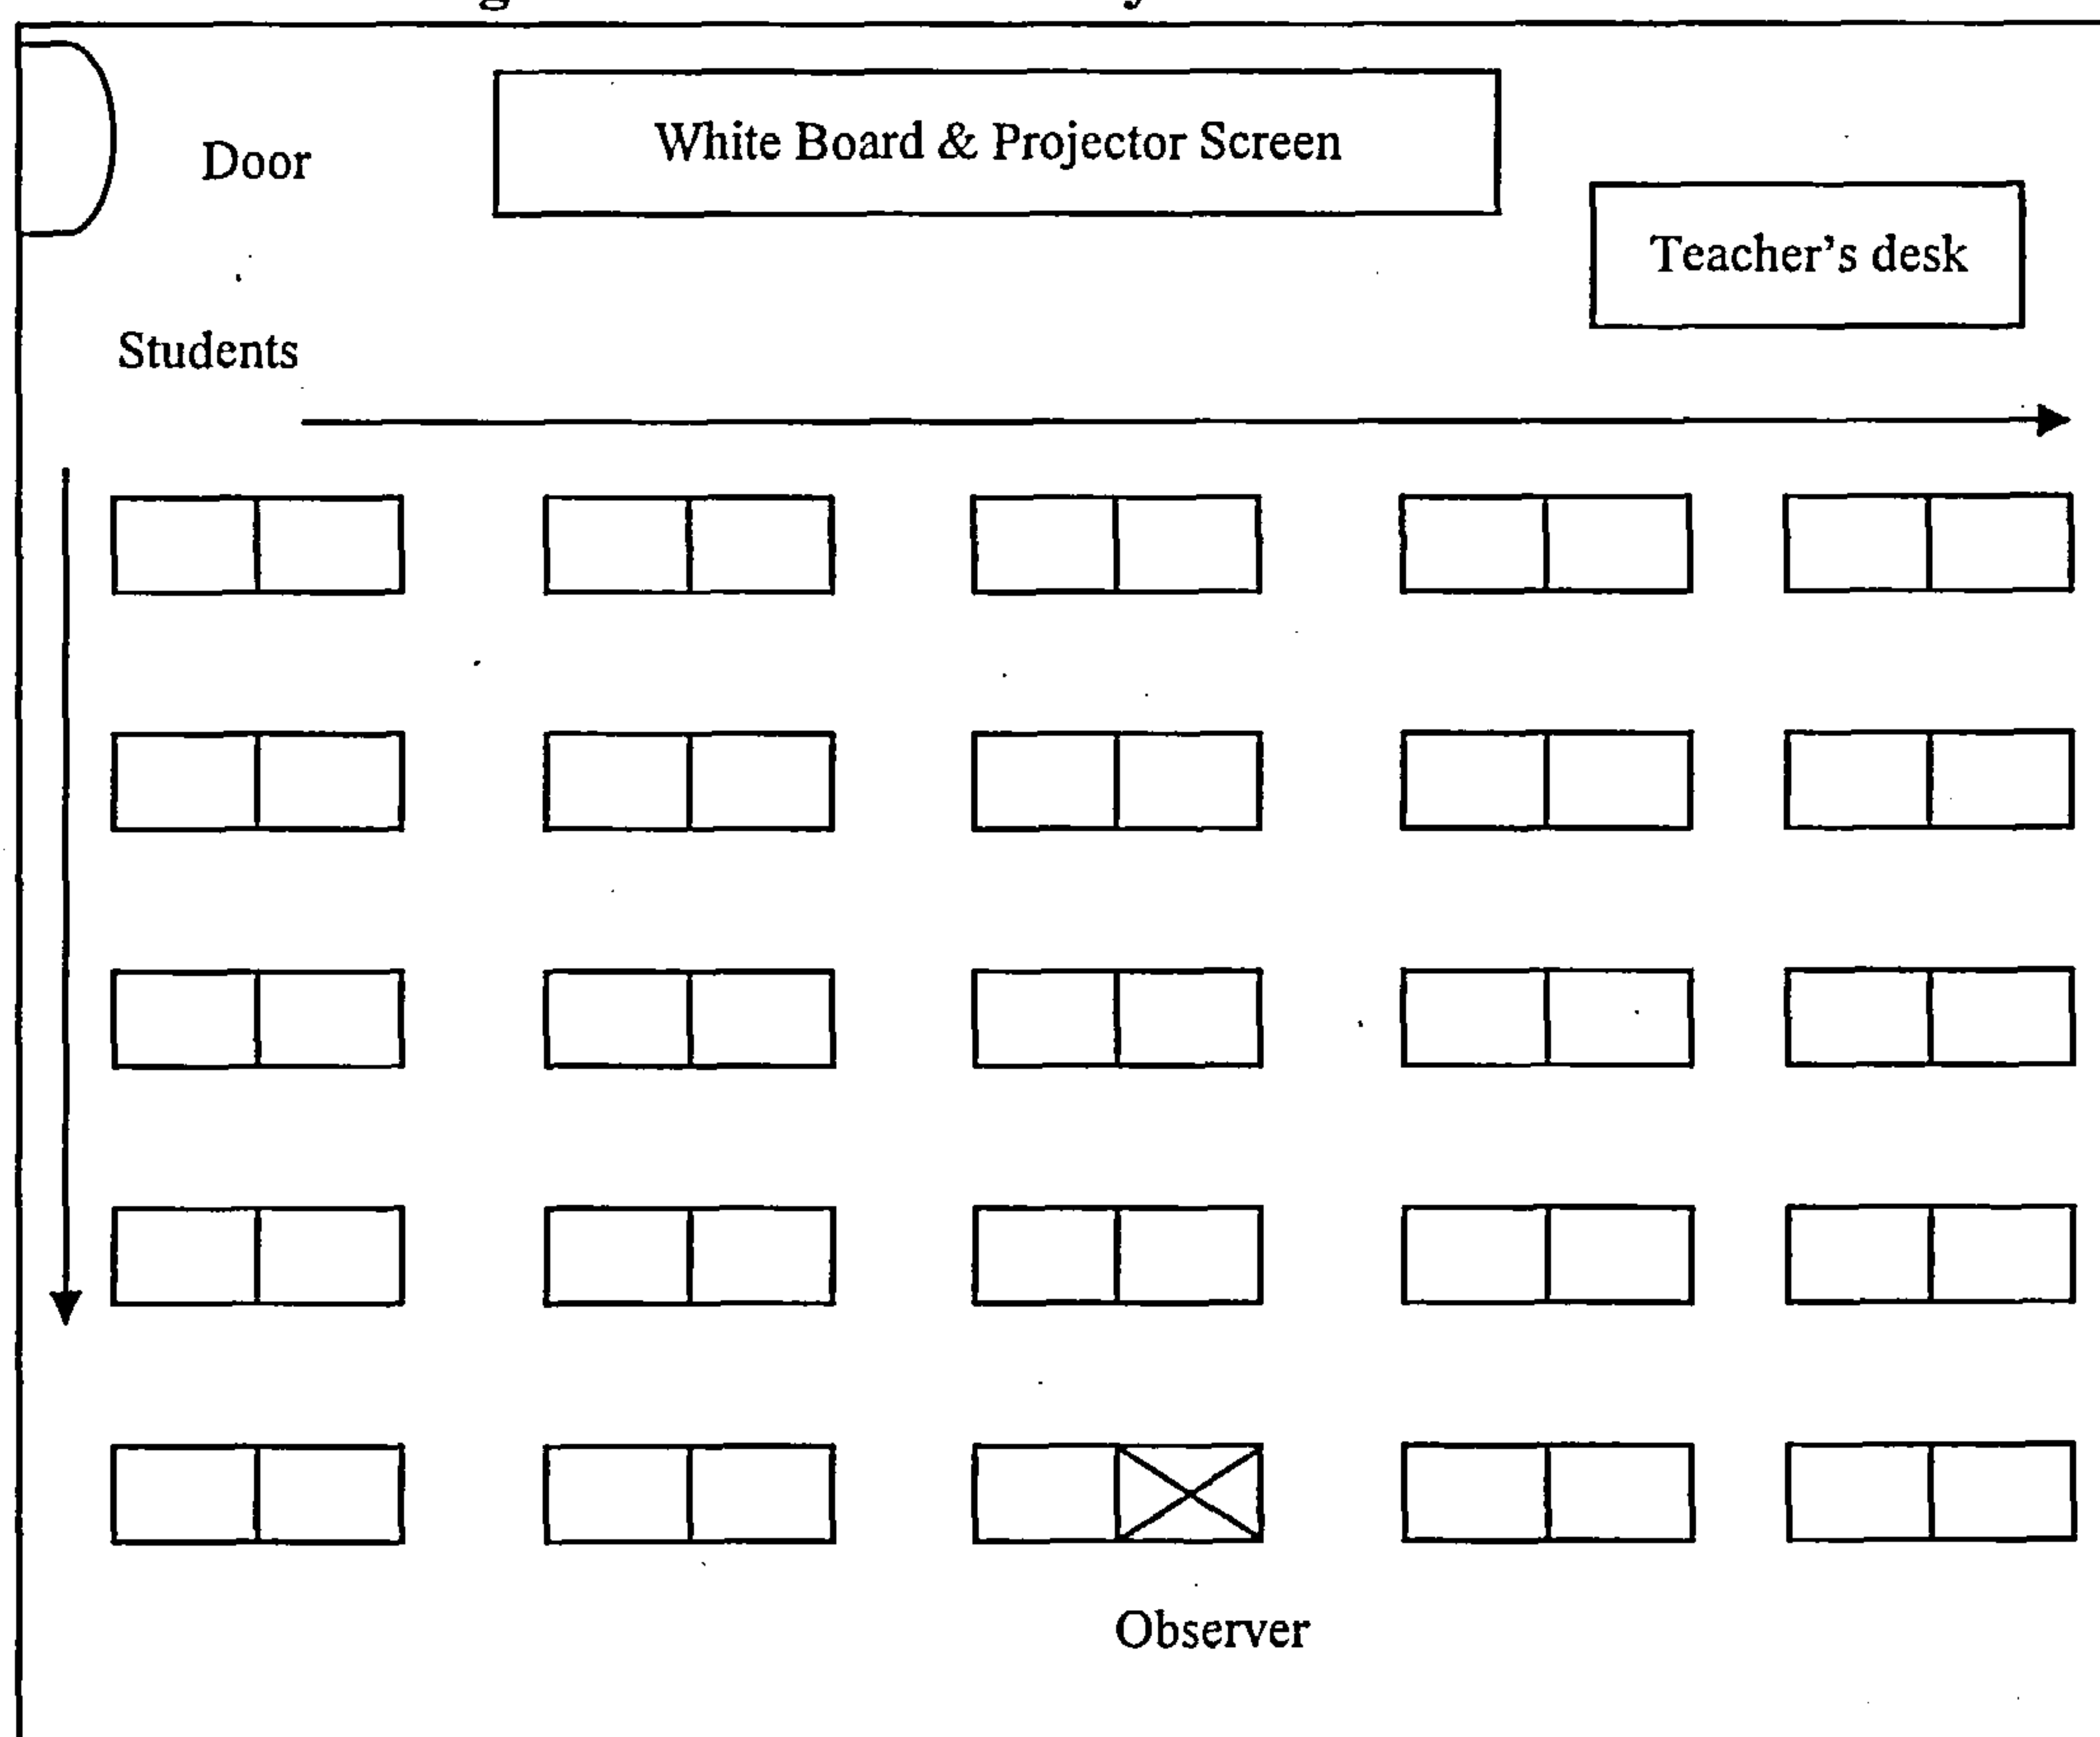 Door
White Board & Projector Screen
Teacher's desk
Students
Observer